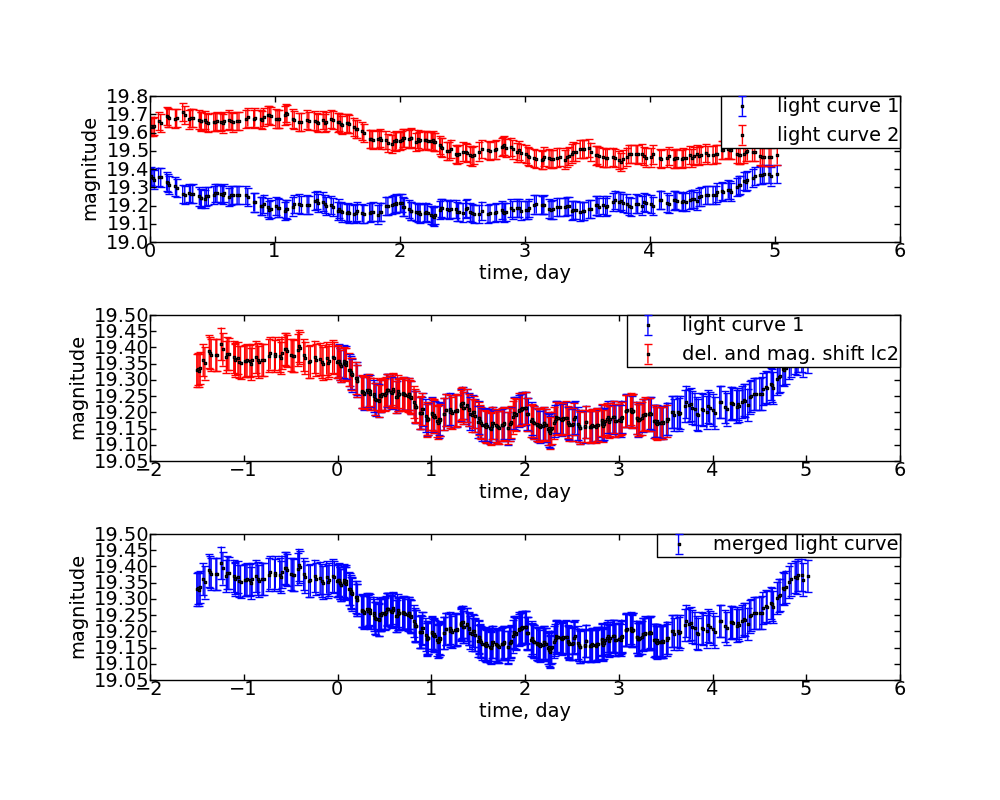 19.8
19.7
19.6
19.5
19.4
19.3
19.2
19.1
19.0
magnitude
light curve 1
light curve 2
0 1 2 3 4 5 6
time, day
19.50
19.45
19.40
19.35
19.30
19.25
19.20
19.15
19.10
19.05
magnitude
light curve 1
del. and mag. shift lc2
−2 −1 0 1 2 3 4 5 6
time, day
19.50
19.45
19.40
19.35
19.30
19.25
19.20
19.15
19.10
19.05
magnitude
merged light curve
−2 −1 0 1 2 3 4 5 6
time, day